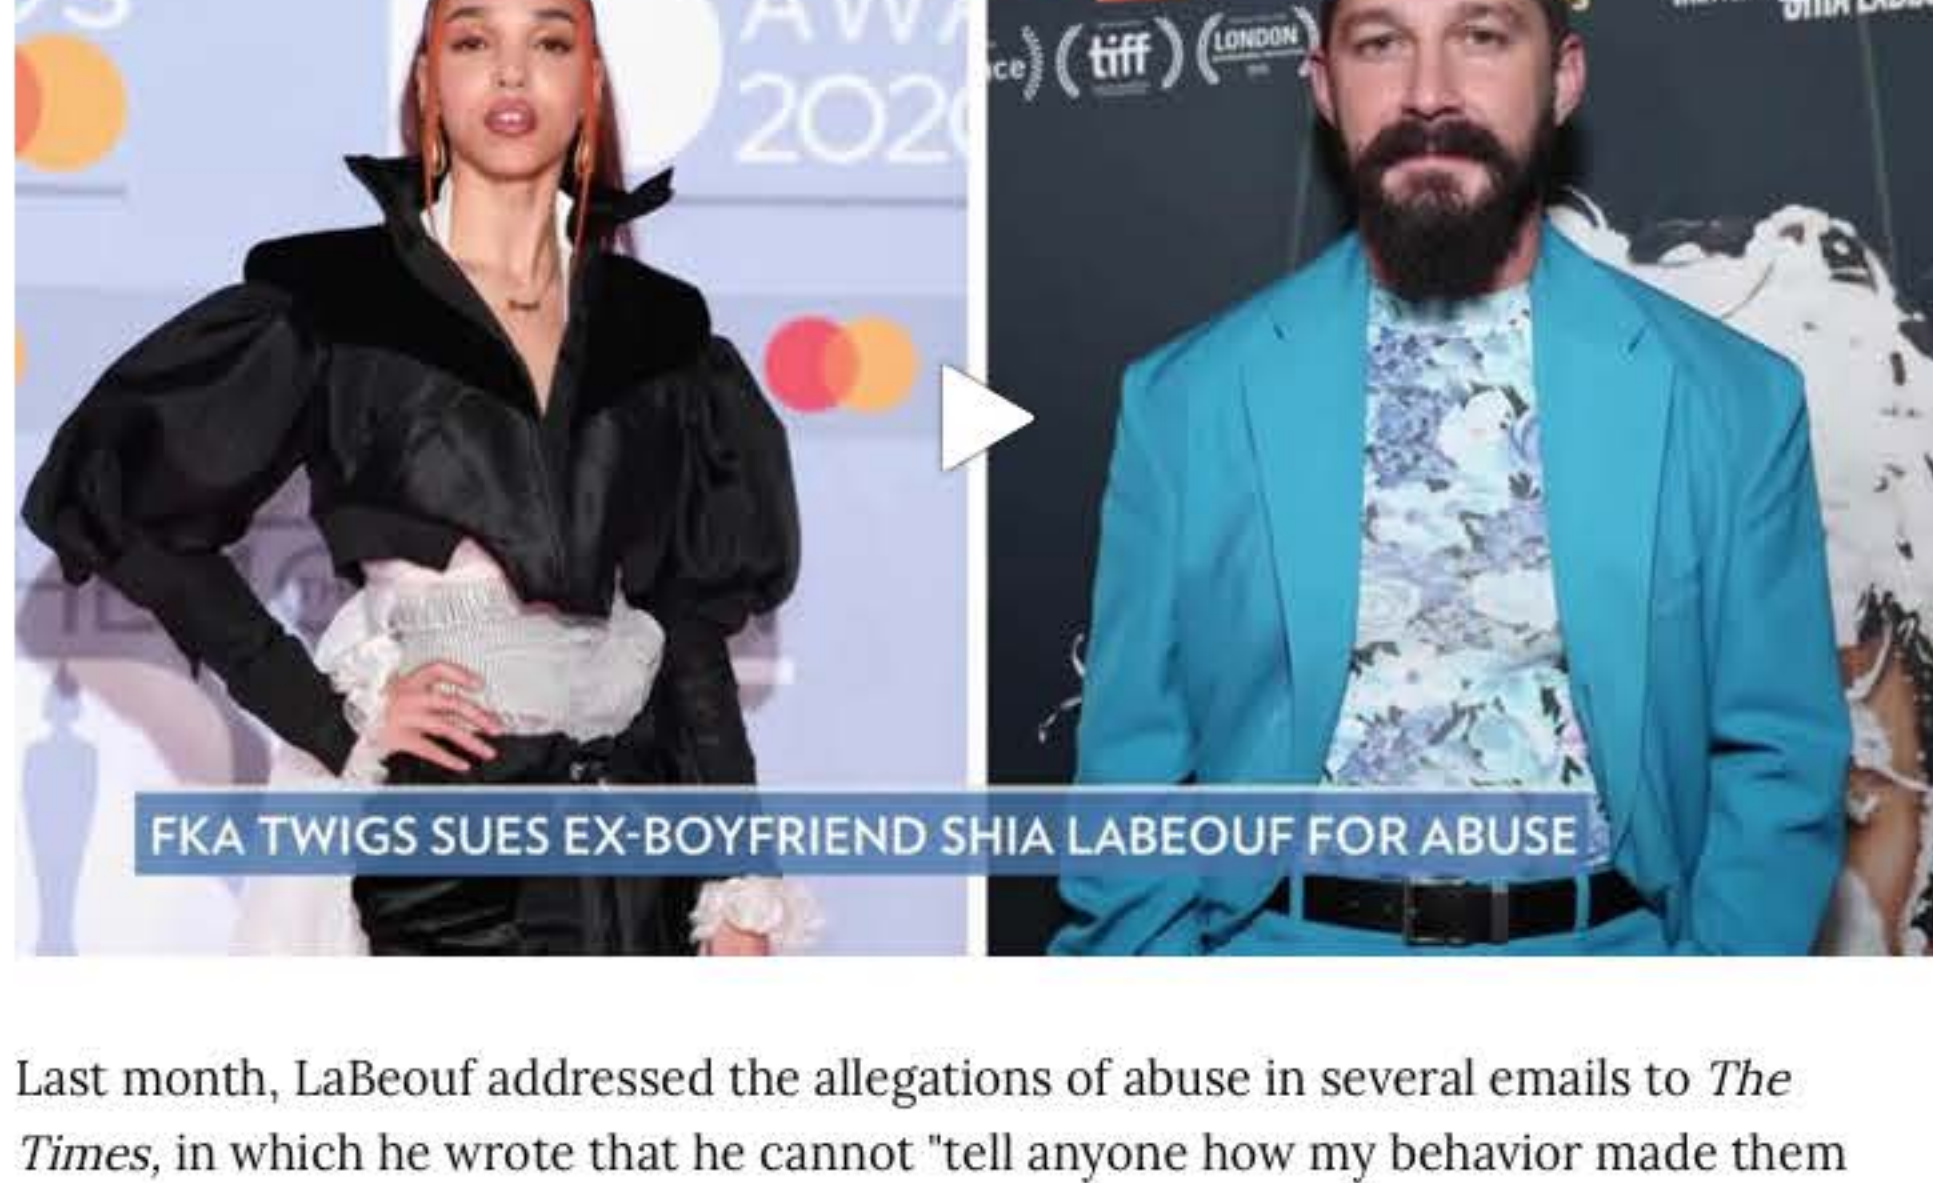 AWA
2020
tiff
LONDON
FKA TWIGS SUES EX-BOYFRIEND SHIA LABEOUF FOR ABUSE
Last month, LaBeouf addressed the allegations of abuse in several emails to The
Times, in which he wrote that he cannot "tell anyone how my behavior made them